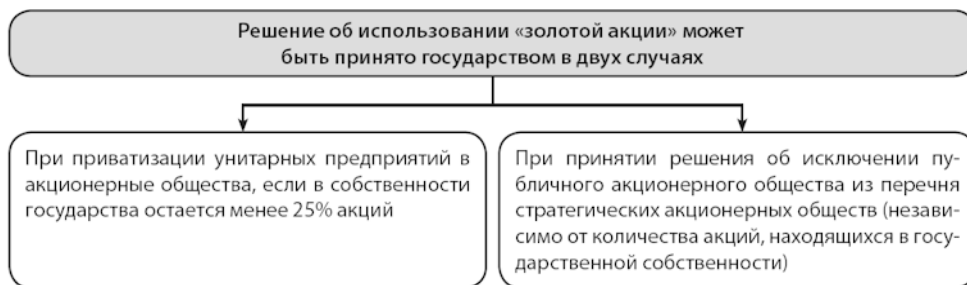 Решение об использовании «золотой акции» может
быть принято государством в двух случаях
При приватизации унитарных предприятий в
акционерные общества, если в собственности
государства остается менее 25% акций
При принятии решения об исключении пу-
бличного акционерного общества из перечня
стратегических акционерных обществ (незави-
симо от количества акций, находящихся в госу-
дарственной собственности)